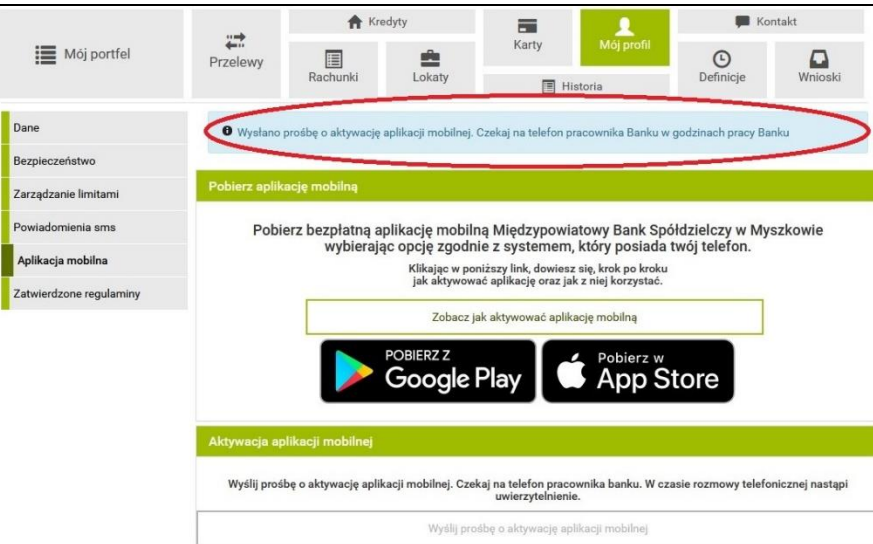 Mój portfel
Przelewy
Kredyty
Rachunki
Lokaty
Karty
Mój profil
Historia
Kontakt
Definicje
Wnioski
Dane
Bezpieczeństwo
Zarządzanie limitami
Powiadomienia sms
Aplikacja mobilna
Zatwierdzone regulaminy
Wysłano prośbę o aktywację aplikacji mobilnej. Czekaj na telefon pracownika Banku w godzinach pracy Banku
Pobierz aplikację mobilną
Pobierz bezpłatną aplikację mobilną Międzypowiatowy Bank Spółdzielczy w Myszkowie
wybierając opcję zgodnie z systemem, który posiada twój telefon.
Klikając w poniższy link, dowiesz się, krok po kroku
jak aktywować aplikację oraz jak z niej korzystać.
Zobacz jak aktywować aplikację mobilną
POBIERZ Z
Google Play
Pobierz w
App Store
Aktywacja aplikacji mobilnej
Wyślij prośbę o aktywację aplikacji mobilnej. Czekaj na telefon pracownika banku. W czasie rozmowy telefonicznej nastąpi
uwierzytelnienie.
Wyślij prośbę o aktywację aplikacji mobilnej